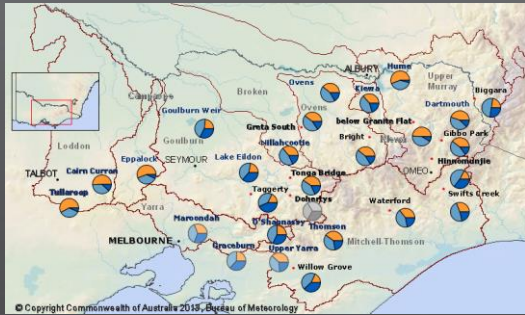 ALBURY
Hume
Upper
Murray
Ovens
Kiewa
Biggara
Broken
Campaspe
Goulburn Weir
Dartmouth
Ovens
below Granite Flat
Greta South
Kiewa
Gibbo Park
Goulburn
Bright
Loddon
Nillahcootie
Hinnomunjie
SEYMOUR
Lake Eildon
OMEO
Eppalock
TALBOT
Cairn Curran
Tonga Bridge
Swifts Creek
Taggerty
Dohertys
Waterford
Tullaroop
Yarra
Maroondah
O'Shannassy
Thomson
MELBOURNE
Mitchell-Thomson
Graceburn
Upper Yarra
Willow Grove
© Copyright Commonwealth of Australia 2013, Bureau of Meteorology